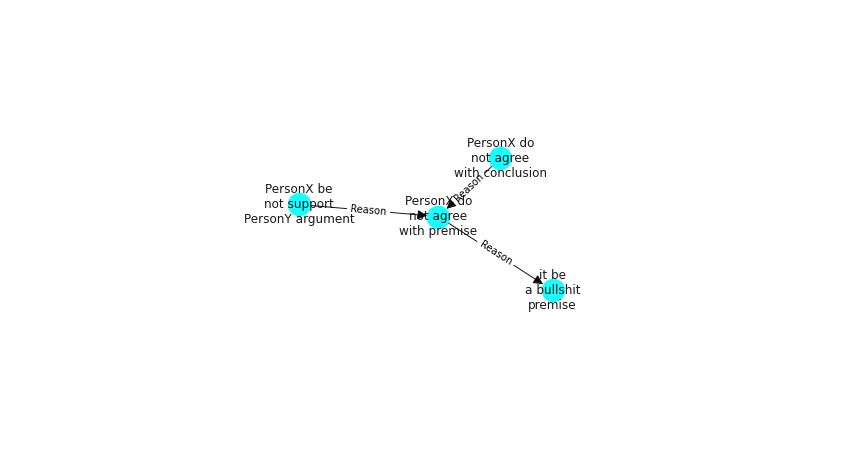 PersonX do
not agree
with conclusion
Reason
PersonX be
not support
PersonY argument
Reason
PersonX do
not agree
with premise
Reason
it be
a bullshit
premise